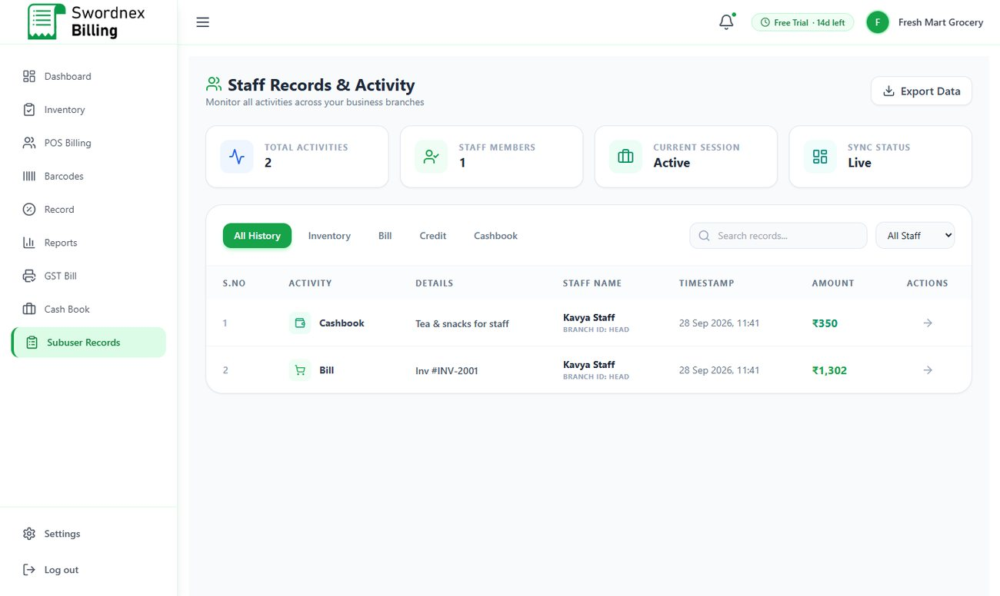 Swordnex
Billing
Free Trial · 14d left
F
Fresh Mart Grocery
Dashboard
Inventory
POS Billing
Barcodes
Record
Reports
GST Bill
Cash Book
Subuser Records
Settings
Log out
Staff Records & Activity
Monitor all activities across your business branches
Export Data
TOTAL ACTIVITIES
2
STAFF MEMBERS
1
CURRENT SESSION
Active
SYNC STATUS
Live
All History Inventory Bill Credit Cashbook
Search records...
All Staff
S.NO ACTIVITY DETAILS STAFF NAME TIMESTAMP AMOUNT ACTIONS
1 Cashbook Tea & snacks for staff Kavya Staff 28 Sep 2026, 11:41 ₹350
BRANCH ID: HEAD
2 Bill Inv #INV-2001 Kavya Staff 28 Sep 2026, 11:41 ₹1,302
BRANCH ID: HEAD